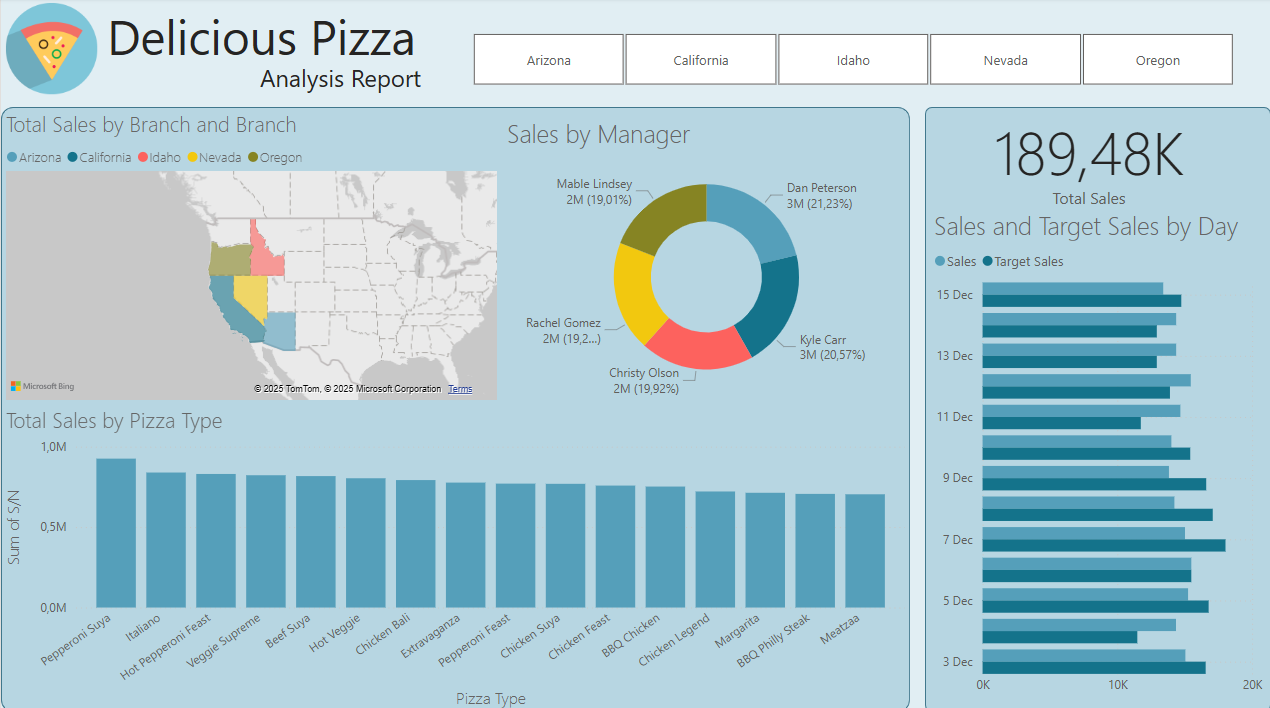 Delicious Pizza
Analysis Report
Arizona
California
Idaho
Nevada
Oregon
Total Sales by Branch and Branch
Arizona California Idaho Nevada Oregon
Microsoft Bing
© 2025 TomTom, © 2025 Microsoft Corporation Terms
Sales by Manager
Mable Lindsey
2M (19,01%)
Dan Peterson
3M (21,23%)
Rachel Gomez
2M (19,2...)
Kyle Carr
3M (20,57%)
Christy Olson
2M (19,92%)
Total Sales by Pizza Type
Sum of S/N
1,0M
0,5M
0,0M
Pepperoni Suya
Italiano
Hot Pepperoni Feast
Veggie Supreme
Beef Suya
Hot Veggie
Chicken Bali
Extravaganza
Pepperoni Feast
Chicken Suya
Chicken Feast
BBQ Chicken
Chicken Legend
Margarita
BBQ Philly Steak
Meatzaa
Pizza Type
189,48K
Total Sales
Sales and Target Sales by Day
Sales Target Sales
15 Dec
13 Dec
11 Dec
9 Dec
7 Dec
5 Dec
3 Dec
0K 10K 20K